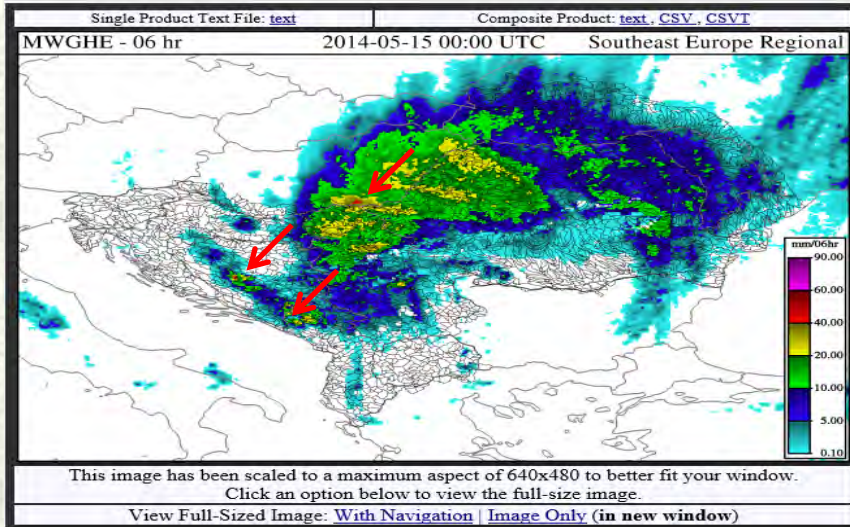 Single Product Text File: text Composite Product: text , CSV , CSVT
MWGHE - 06 hr 2014-05-15 00:00 UTC Southeast Europe Regional
mm/06hr
90.00
60.00
40.00
20.00
10.00
5.00
0.10
This image has been scaled to a maximum aspect of 640x480 to better fit your window.
Click an option below to view the full-size image.
View Full-Sized Image: With Navigation | Image Only (in new window)